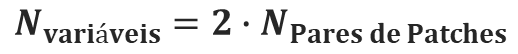 N_variáveis = 2 · N_Pares de Patches